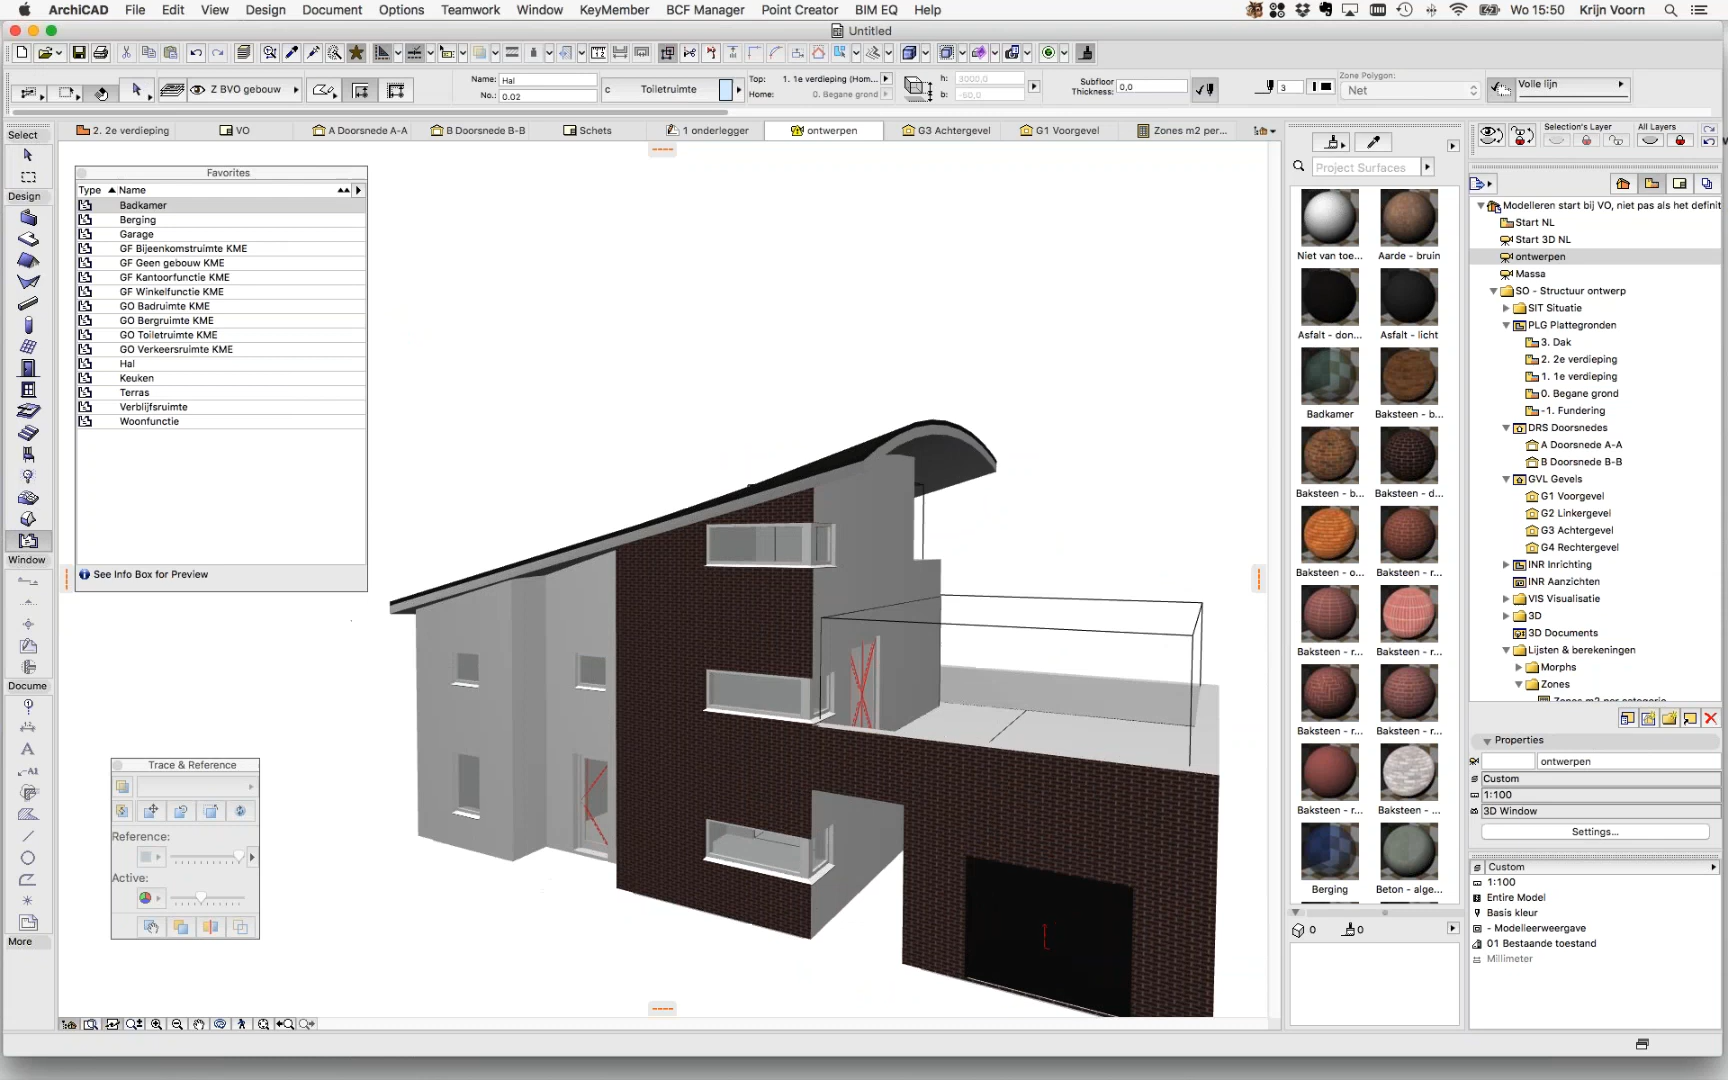 ArchiCAD File Edit View Design Document Options Teamwork Window KeyMember BCF Manager Point Creator BIM EQ Help Wo 15:50 Krijn Voorn
Untitled
Name: Hal
No.: 0.02
Z BVO gebouw
c Toiletruimte
Top: 1. 1e verdieping (Hom...
Home: 0. Begane grond
h: 3000,0
b: -50,0
Subfloor
Thickness: 0,0
3
Zone Polygon:
Net
Volle lijn
Select
2. 2e verdieping
VO
A Doorsnede A-A
B Doorsnede B-B
Schets
1 onderlegger
ontwerpen
G3 Achtergevel
G1 Voorgevel
Zones m2 per...
Design
Window
Docume
More
Favorites
Type Name
Badkamer
Berging
Garage
GF Bijeenkomstruimte KME
GF Geen gebouw KME
GF Kantoorfunctie KME
GF Winkelfunctie KME
GO Badruimte KME
GO Bergruimte KME
GO Toiletruimte KME
GO Verkeersruimte KME
Hal
Keuken
Terras
Verblijfsruimte
Woonfunctie
See Info Box for Preview
Trace & Reference
Reference:
Active:
Project Surfaces
Niet van toe... Aarde - bruin
Asfalt - don... Asfalt - licht
Badkamer Baksteen - b...
Baksteen - b... Baksteen - d...
Baksteen - o... Baksteen - r...
Baksteen - r... Baksteen - r...
Baksteen - r... Baksteen - r...
Baksteen - r... Baksteen - ...
Berging Beton - alge...
0 0
Selection's Layer All Layers
Modelleren start bij VO, niet pas als het definit
Start NL
Start 3D NL
ontwerpen
Massa
SO - Structuur ontwerp
SIT Situatie
PLG Plattegronden
3. Dak
2. 2e verdieping
1. 1e verdieping
0. Begane grond
-1. Fundering
DRS Doorsnedes
A Doorsnede A-A
B Doorsnede B-B
GVL Gevels
G1 Voorgevel
G2 Linkergevel
G3 Achtergevel
G4 Rechtergevel
INR Inrichting
INR Aanzichten
VIS Visualisatie
3D
3D Documents
Lijsten & berekeningen
Morphs
Zones
Zones m2 per categorie
Properties
ontwerpen
Custom
1:100
3D Window
Settings...
Custom
1:100
Entire Model
Basis kleur
- Modelleerweergave
01 Bestaande toestand
Millimeter